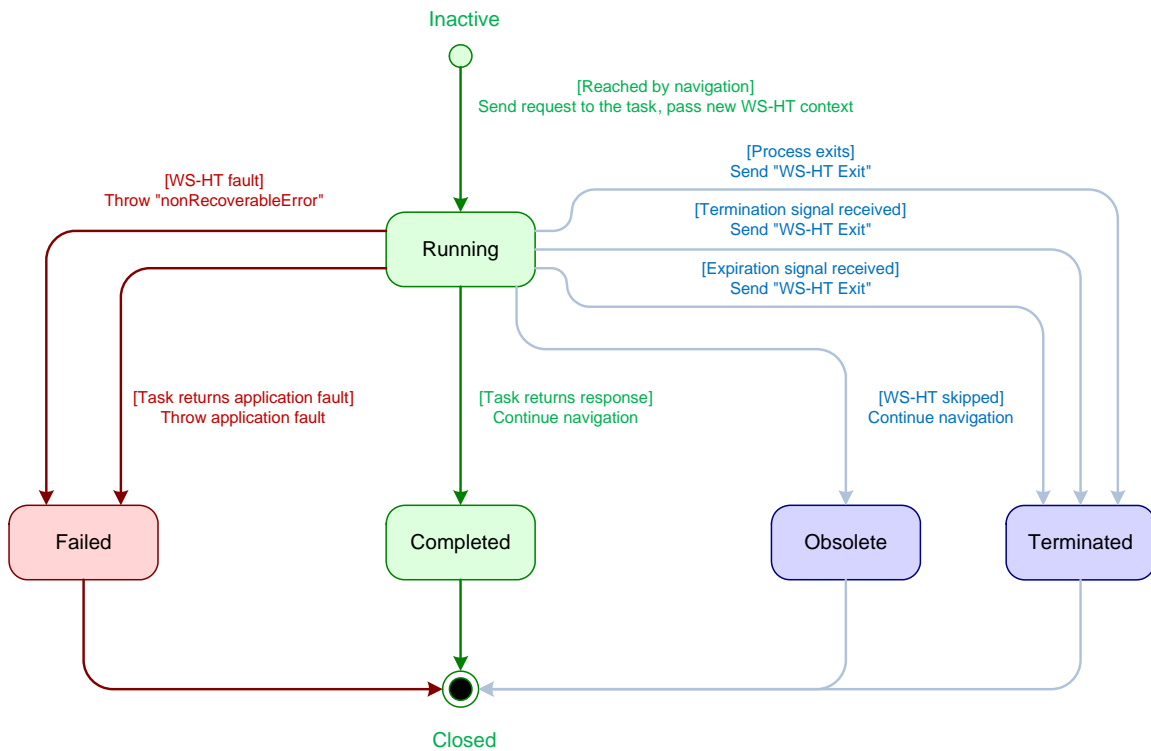 Inactive
[Reached by navigation]
Send request to the task, pass new WS-HT context
[Process exits]
Send "WS-HT Exit"
[WS-HT fault]
Throw "nonRecoverableError"
[Termination signal received]
Send "WS-HT Exit"
Running
[Expiration signal received]
Send "WS-HT Exit"
[Task returns application fault]
Throw application fault
[Task returns response]
Continue navigation
[WS-HT skipped]
Continue navigation
Failed
Completed
Obsolete
Terminated
Closed